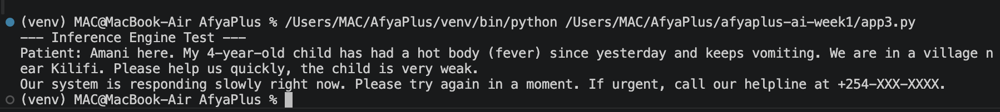 (venv) MAC@MacBook-Air AfyaPlus % /Users/MAC/AfyaPlus/venv/bin/python /Users/MAC/AfyaPlus/afyaplus-ai-week1/app3.py
--- Inference Engine Test ---
Patient: Amani here. My 4-year-old child has had a hot body (fever) since yesterday and keeps vomiting. We are in a village n
ear Kilifi. Please help us quickly, the child is very weak.
Our system is responding slowly right now. Please try again in a moment. If urgent, call our helpline at +254-XXX-XXXX.
(venv) MAC@MacBook-Air AfyaPlus %